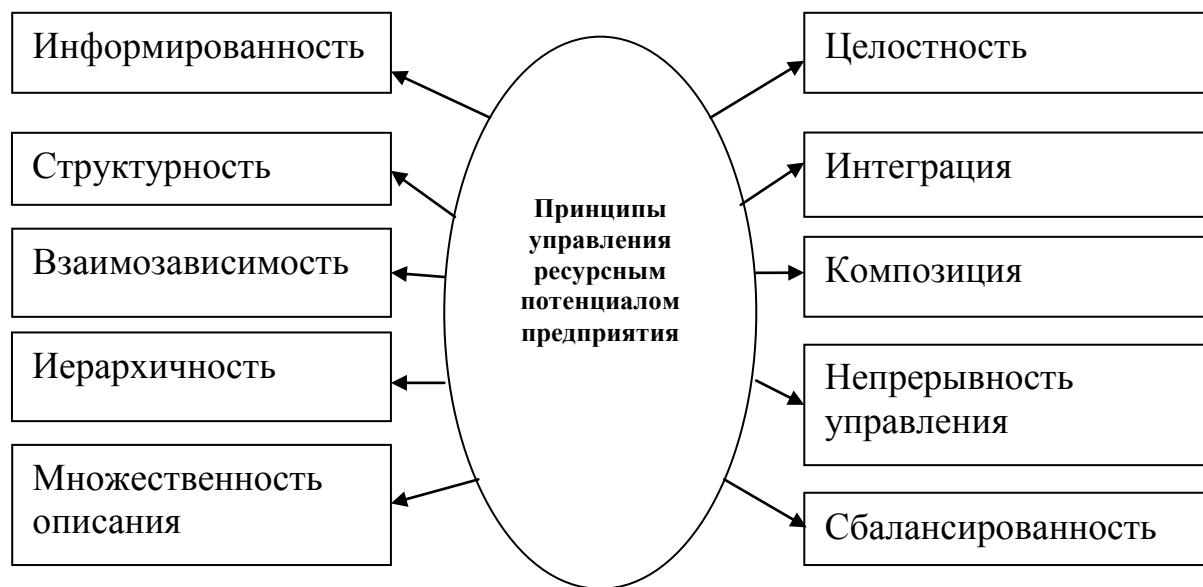 Информированность
Структурность
Взаимозависимость
Иерархичность
Множественность
описания
Принципы
управления
ресурсным
потенциалом
предприятия
Целостность
Интеграция
Композиция
Непрерывность
управления
Сбалансированность